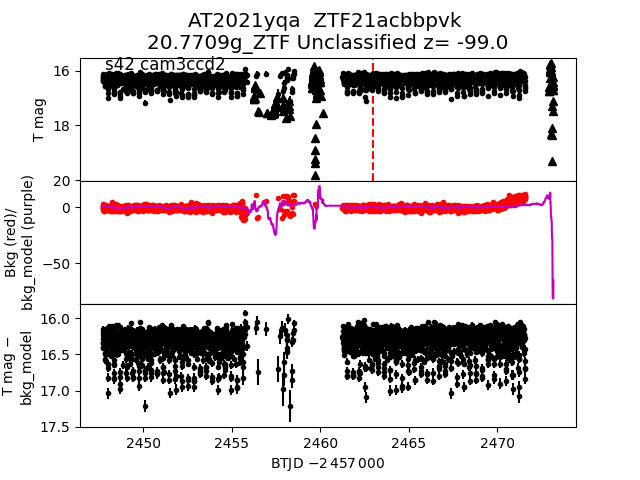 AT2021yqa  ZTF21acbbpvk
20.7709g_ZTF Unclassified z= -99.0
s42 cam3ccd2
T mag
16
18
20
Bkg (red)/
bkg_model (purple)
0
−50
T mag −
bkg_model
16.0
16.5
17.0
17.5
2450
2455
2460
2465
2470
BTJD −2 457 000